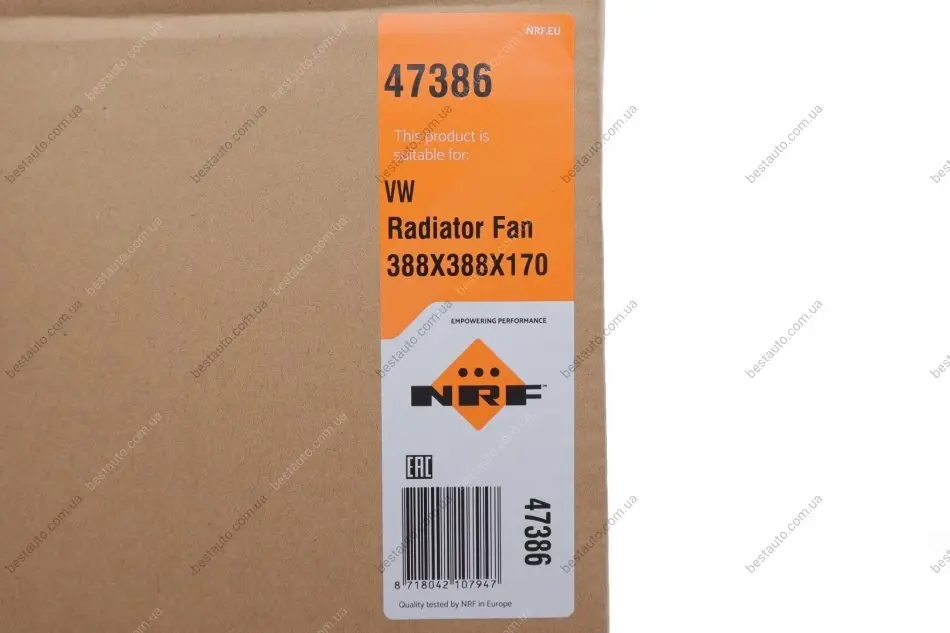 NRF.EU
47386
This product is
suitable for:
VW
Radiator Fan
388X388X170
EMPOWERING PERFORMANCE
NRF™
EAC
47386
8 718042 107947
Quality tested by NRF in Europe
bestauto.com.ua